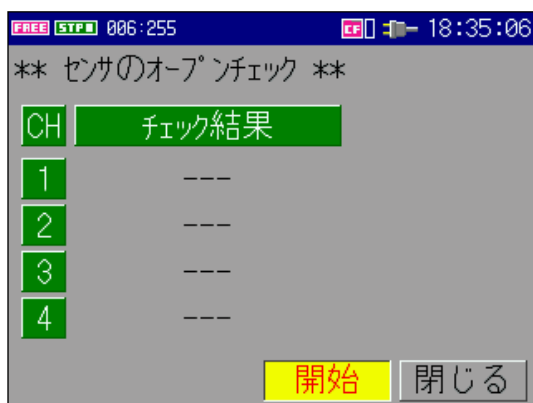 FREE STP 006:255 CF 18:35:06
** センサのオープンチェック **
CH チェック結果
1 ---
2 ---
3 ---
4 ---
開始 閉じる